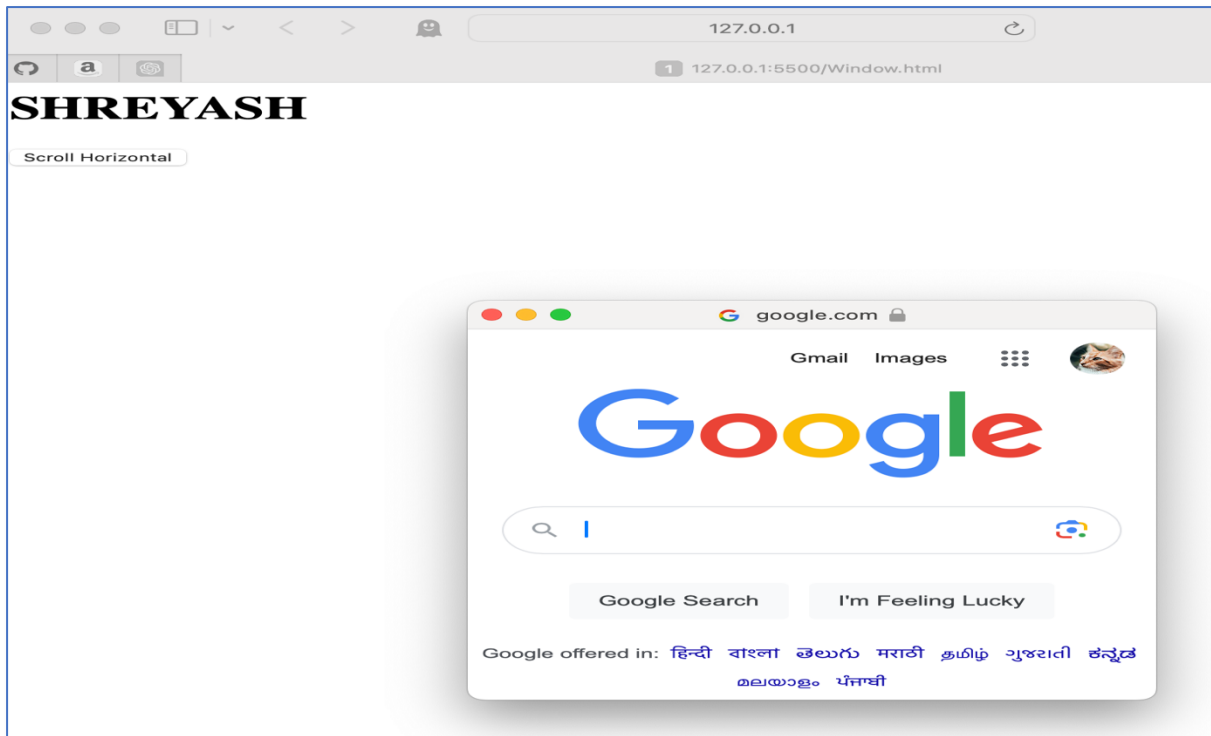 127.0.0.1
a
1 127.0.0.1:5500/Window.html
SHREYASH
Scroll Horizontal
google.com
Gmail Images
Google
Google Search I'm Feeling Lucky
Google offered in: हिन्दी বাংলা తెలుగు मराठी தமிழ் ગુજરાતી ಕನ್ನಡ
മലയാളം ਪੰਜਾਬੀ